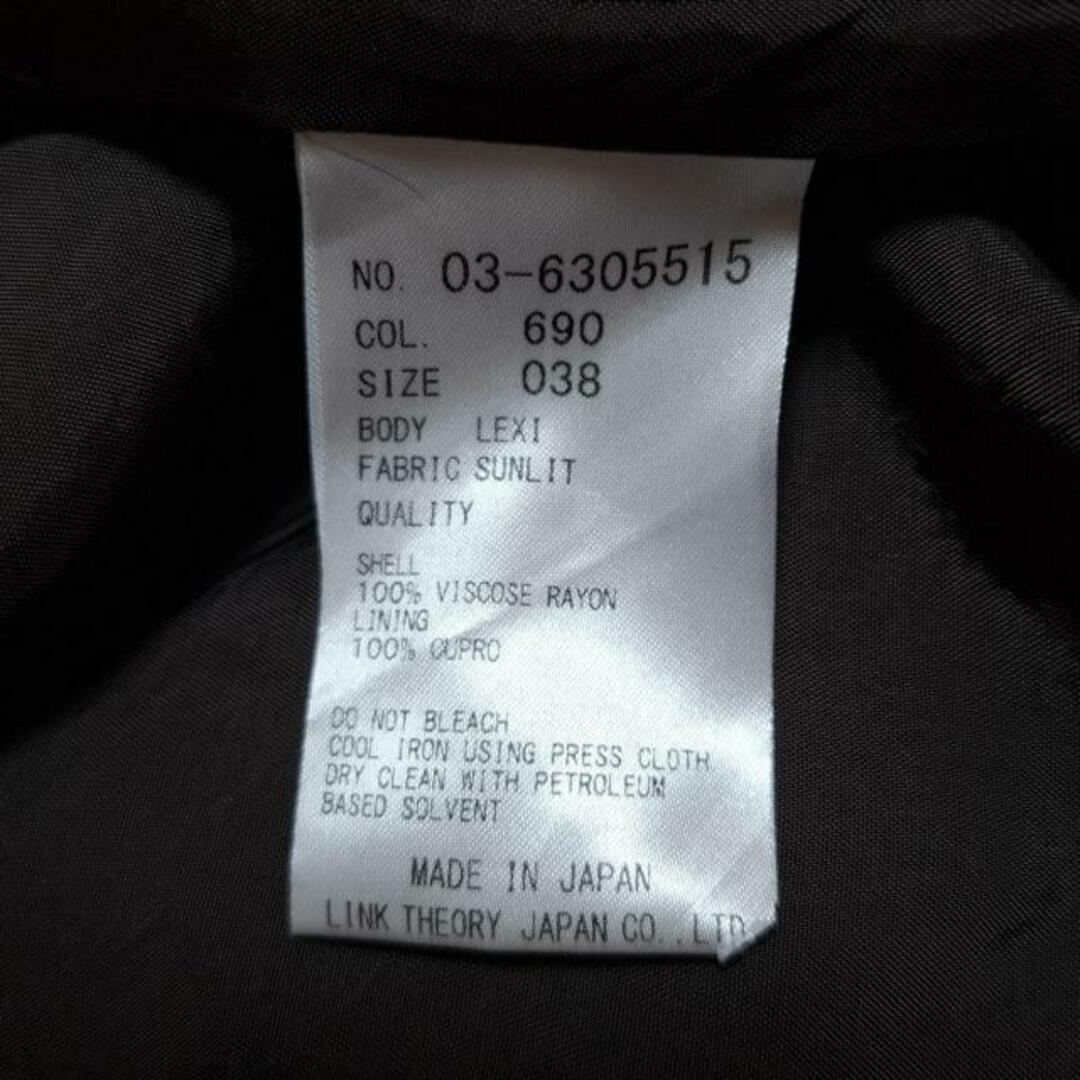 NO. 03-6305515
COL. 690
SIZE 038
BODY LEXI
FABRIC SUNLIT
QUALITY
SHELL
100% VISCOSE RAYON
LINING
100% CUPRO
DO NOT BLEACH
COOL IRON USING PRESS CLOTH
DRY CLEAN WITH PETROLEUM
BASED SOLVENT
MADE IN JAPAN
LINK THEORY JAPAN CO.,LTD